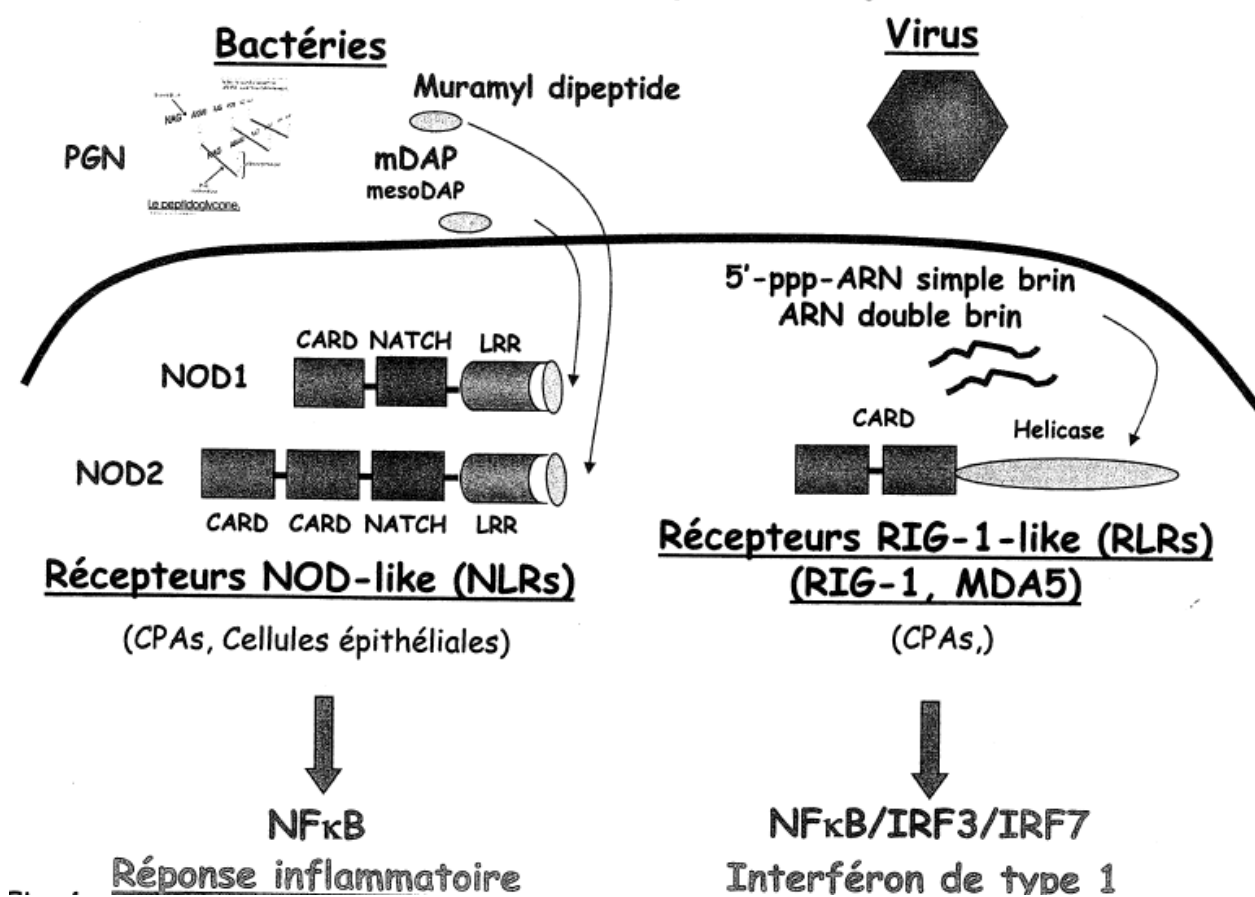 Bactéries
Virus
Muramyl dipeptide
PGN
mDAP
mesoDAP
Le peptidoglycane
5'-ppp-ARN simple brin
ARN double brin
CARD NATCH LRR
NOD1
CARD
Helicase
NOD2
CARD CARD NATCH LRR
Récepteurs NOD-like (NLRs)
(CPAs, Cellules épithéliales)
Récepteurs RIG-1-like (RLRs)
(RIG-1, MDA5)
(CPAs,)
NFκB
Réponse inflammatoire
NFκB/IRF3/IRF7
Interféron de type 1